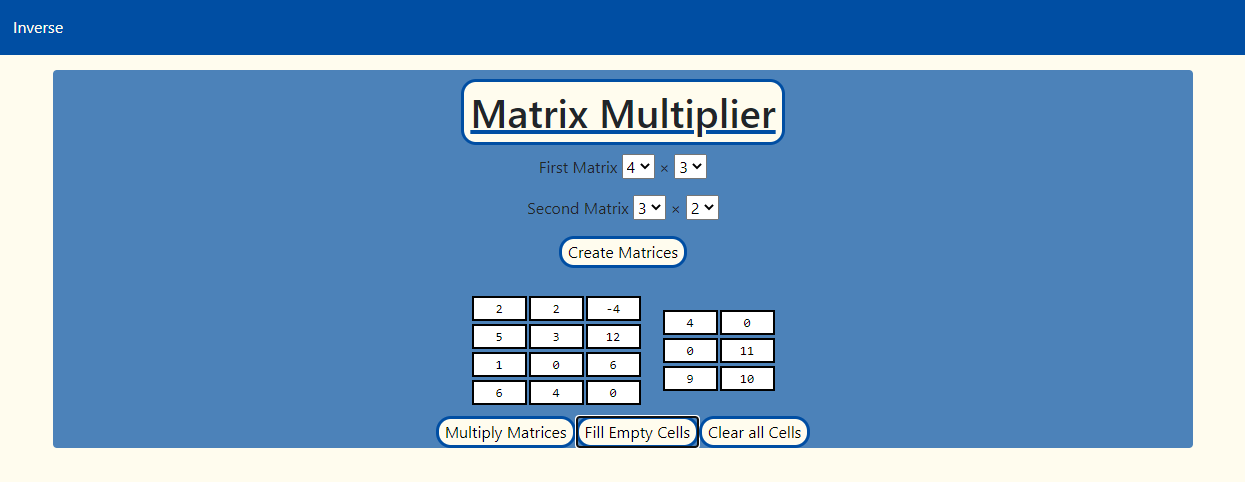 Inverse
Matrix Multiplier
First Matrix 4 × 3
Second Matrix 3 × 2
Create Matrices
2 2 -4
5 3 12
1 0 6
6 4 0
4 0
0 11
9 10
Multiply Matrices Fill Empty Cells Clear all Cells